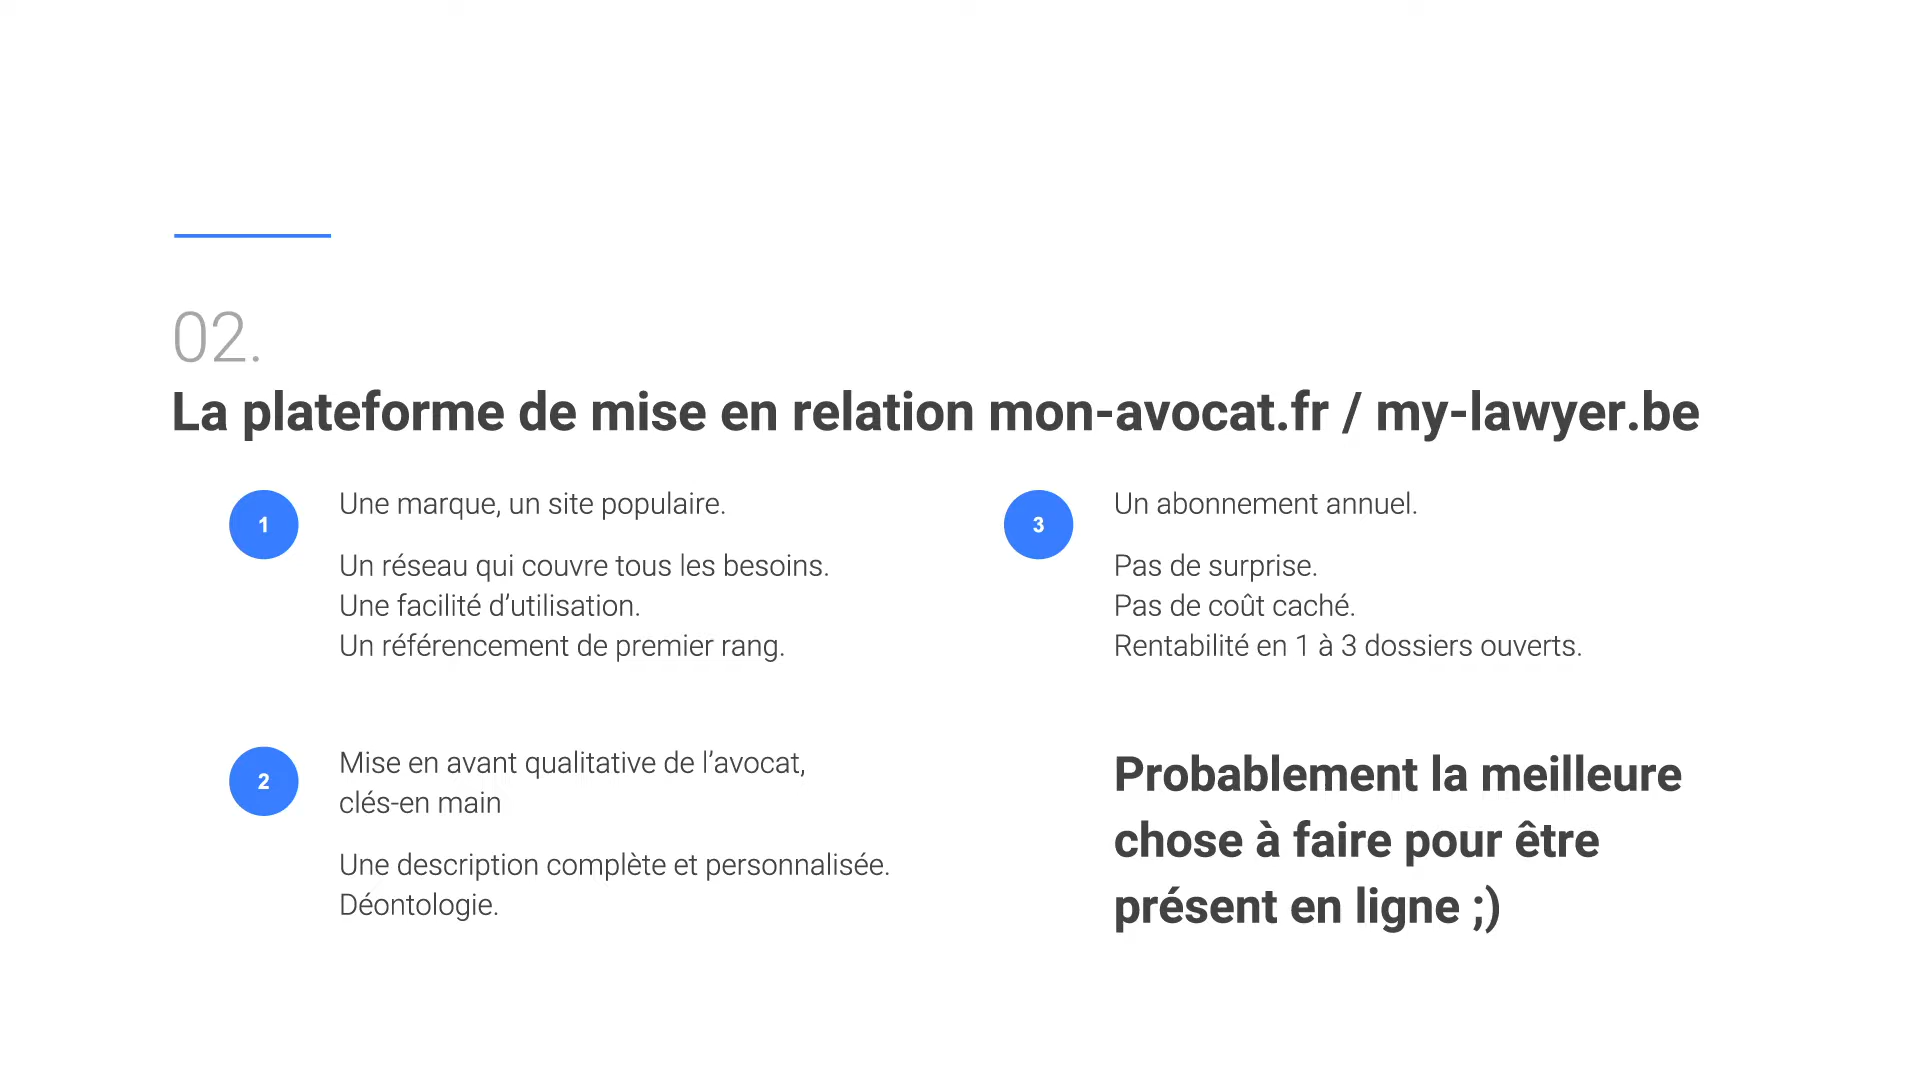 02.
La plateforme de mise en relation mon-avocat.fr / my-lawyer.be
1
Une marque, un site populaire.
Un réseau qui couvre tous les besoins.
Une facilité d’utilisation.
Un référencement de premier rang.
2
Mise en avant qualitative de l’avocat,
clés-en main
Une description complète et personnalisée.
Déontologie.
3
Un abonnement annuel.
Pas de surprise.
Pas de coût caché.
Rentabilité en 1 à 3 dossiers ouverts.
Probablement la meilleure
chose à faire pour être
présent en ligne ;)